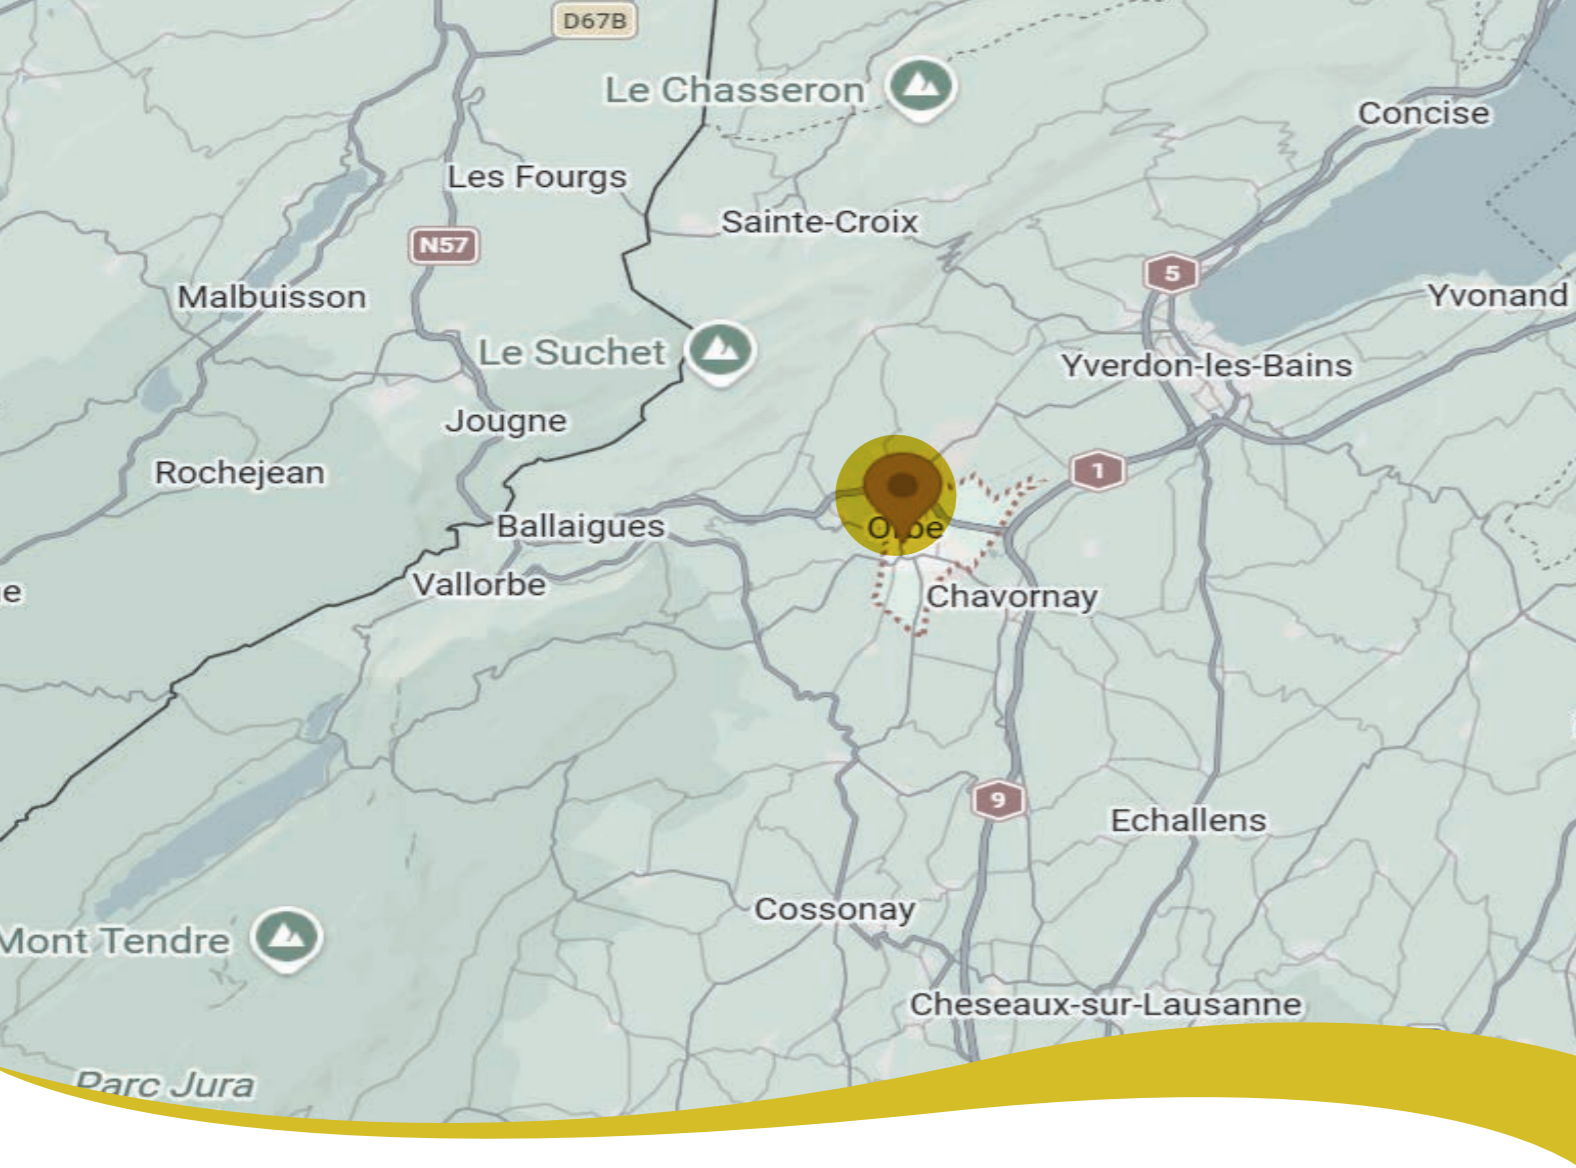 D67B
Le Chasseron
Concise
Les Fourgs
Sainte-Croix
N57
5
Malbuisson
Yvonand
Le Suchet
Yverdon-les-Bains
Jougne
Rochejean
1
Ballaigues
Orbe
Vallorbe
e
Chavornay
9
Echallens
Cossonay
Mont Tendre
Cheseaux-sur-Lausanne
Parc Jura